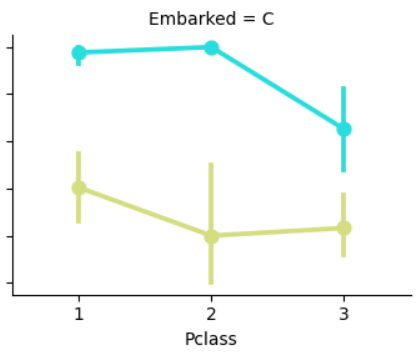 Embarked = C
1 2 3
Pclass